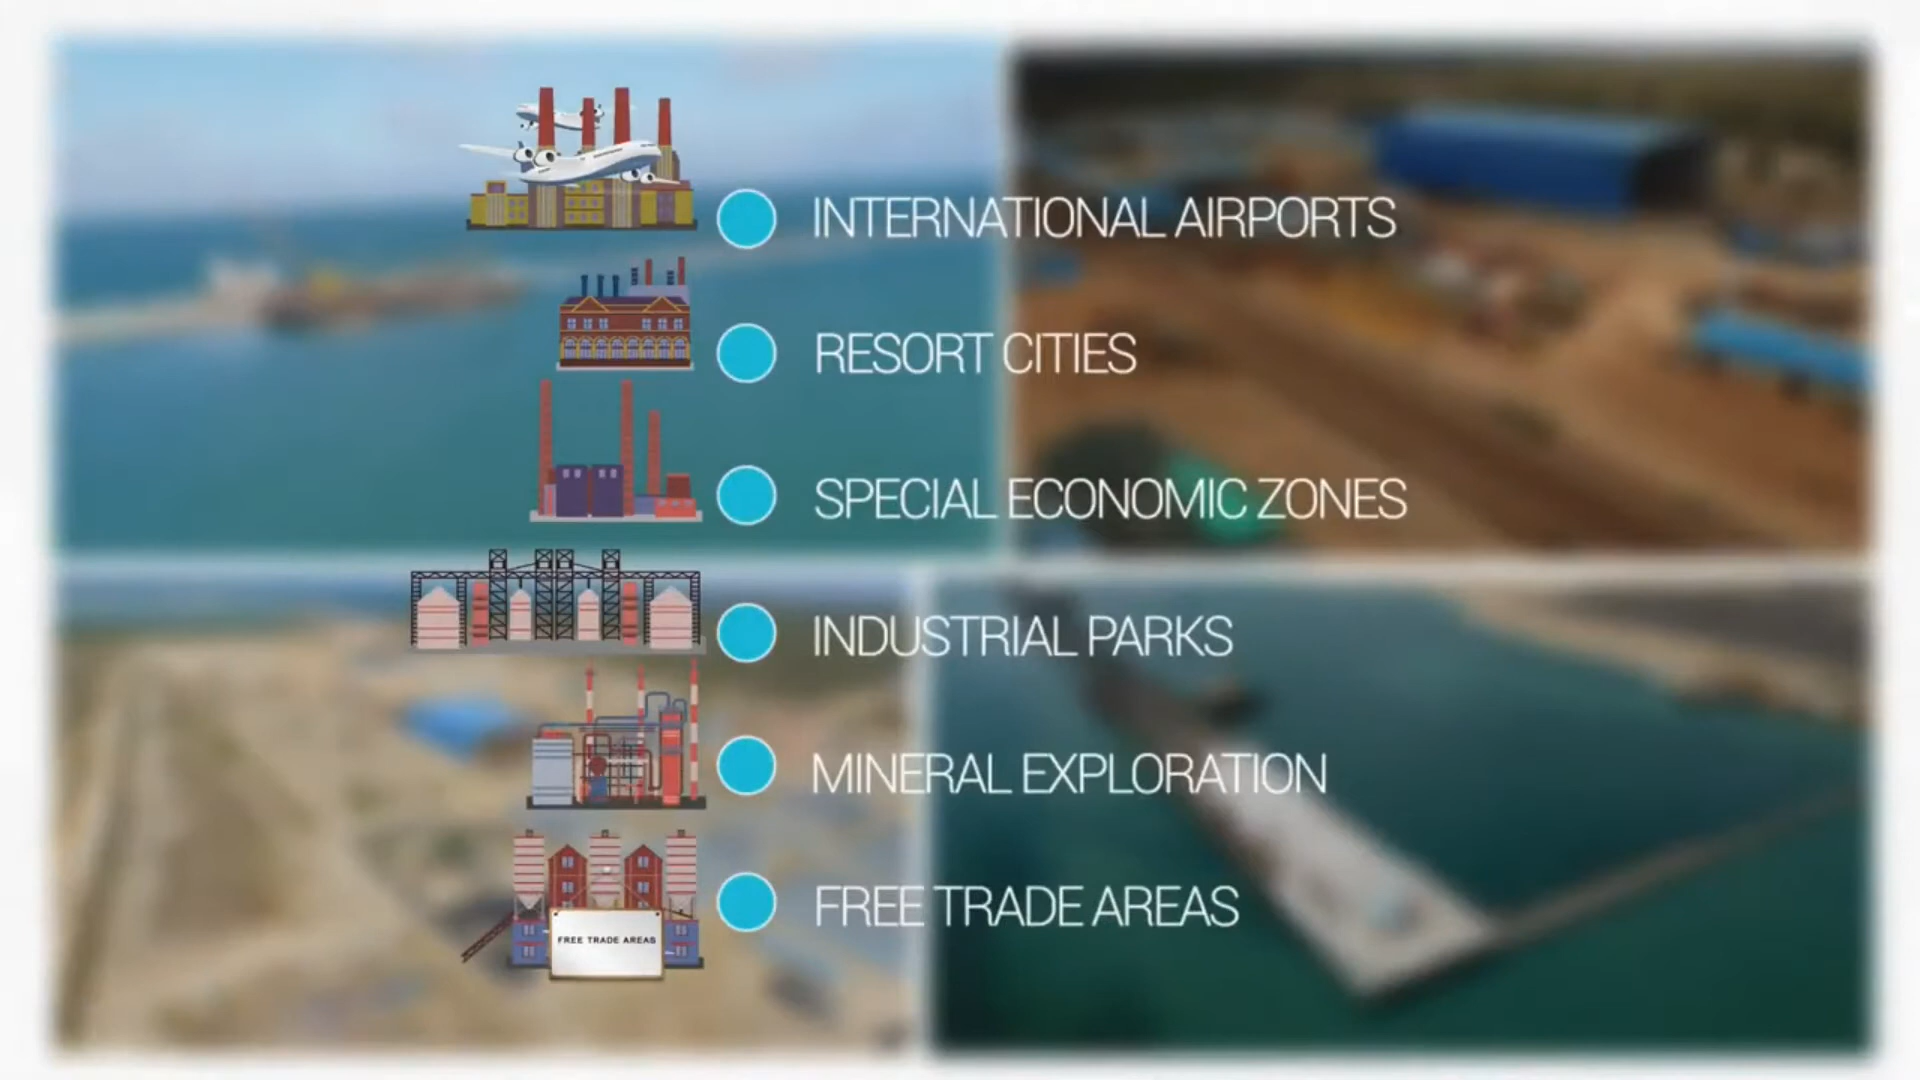 INTERNATIONAL AIRPORTS
RESORT CITIES
SPECIAL ECONOMIC ZONES
INDUSTRIAL PARKS
MINERAL EXPLORATION
FREE TRADE AREAS
FREE TRADE AREAS